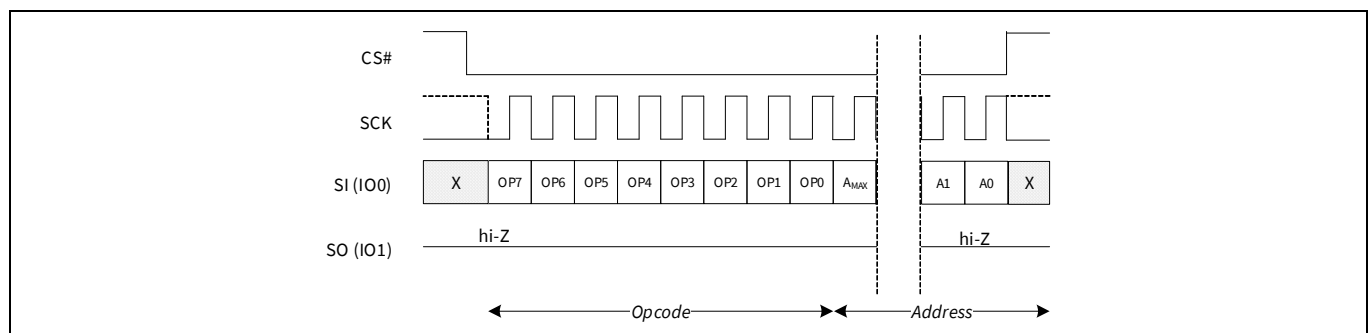 CS#
SCK
SI (IO0) X OP7 OP6 OP5 OP4 OP3 OP2 OP1 OP0 AMAX A1 A0 X
hi-Z hi-Z
SO (IO1)
Opcode Address